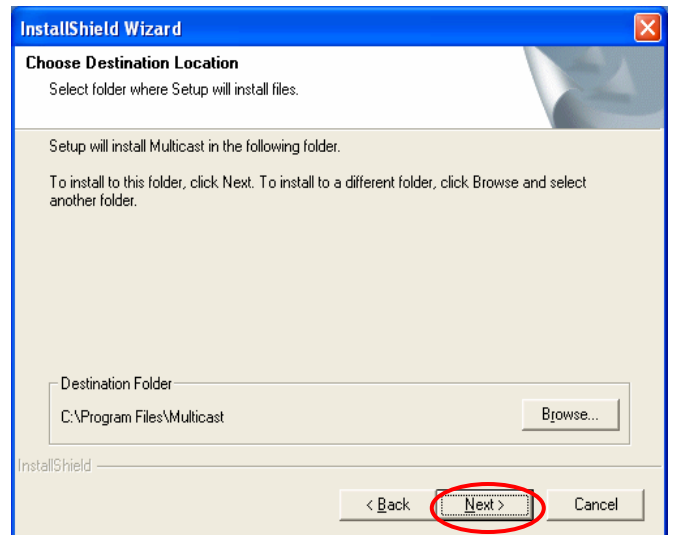 InstallShield Wizard
Choose Destination Location
Select folder where Setup will install files.
Setup will install Multicast in the following folder.
To install to this folder, click Next. To install to a different folder, click Browse and select
another folder.
Destination Folder
C:\Program Files\Multicast
Browse...
InstallShield
< Back
Next >
Cancel